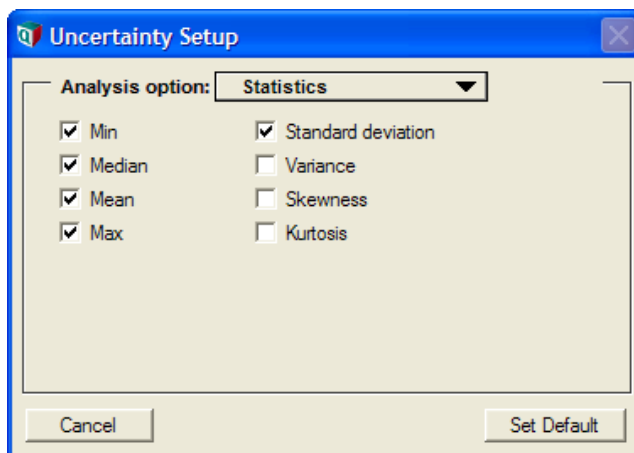 Uncertainty Setup
Analysis option: Statistics
Min
Standard deviation
Median
Variance
Mean
Skewness
Max
Kurtosis
Cancel
Set Default